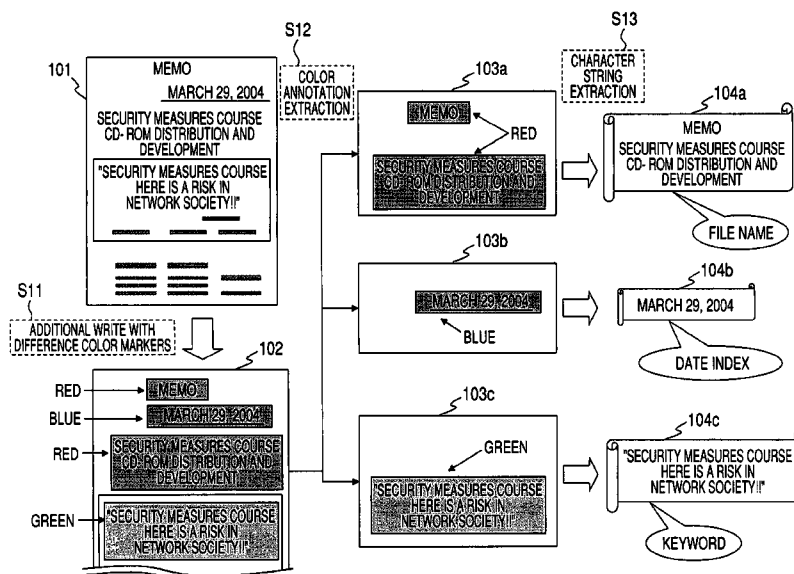 S12
S13
101
COLOR
ANNOTATION
EXTRACTION
103a
CHARACTER
STRING
EXTRACTION
104a
MEMO
MARCH 29, 2004
SECURITY MEASURES COURSE
CD- ROM DISTRIBUTION AND
DEVELOPMENT
"SECURITY MEASURES COURSE
HERE IS A RISK IN
NETWORK SOCIETY!!"
MEMO
RED
SECURITY MEASURES COURSE
CD- ROM DISTRIBUTION AND
DEVELOPMENT
MEMO
SECURITY MEASURES COURSE
CD- ROM DISTRIBUTION AND
DEVELOPMENT
FILE NAME
103b
MARCH 29, 2004
BLUE
104b
MARCH 29, 2004
DATE INDEX
S11
ADDITIONAL WRITE WITH
DIFFERENCE COLOR MARKERS
102
RED
MEMO
BLUE
MARCH 29, 2004
RED
SECURITY MEASURES COURSE
CD- ROM DISTRIBUTION AND
DEVELOPMENT
GREEN
"SECURITY MEASURES COURSE
HERE IS A RISK IN
NETWORK SOCIETY!!"
103c
GREEN
"SECURITY MEASURES COURSE
HERE IS A RISK IN
NETWORK SOCIETY!!"
104c
"SECURITY MEASURES COURSE
HERE IS A RISK IN
NETWORK SOCIETY!!"
KEYWORD